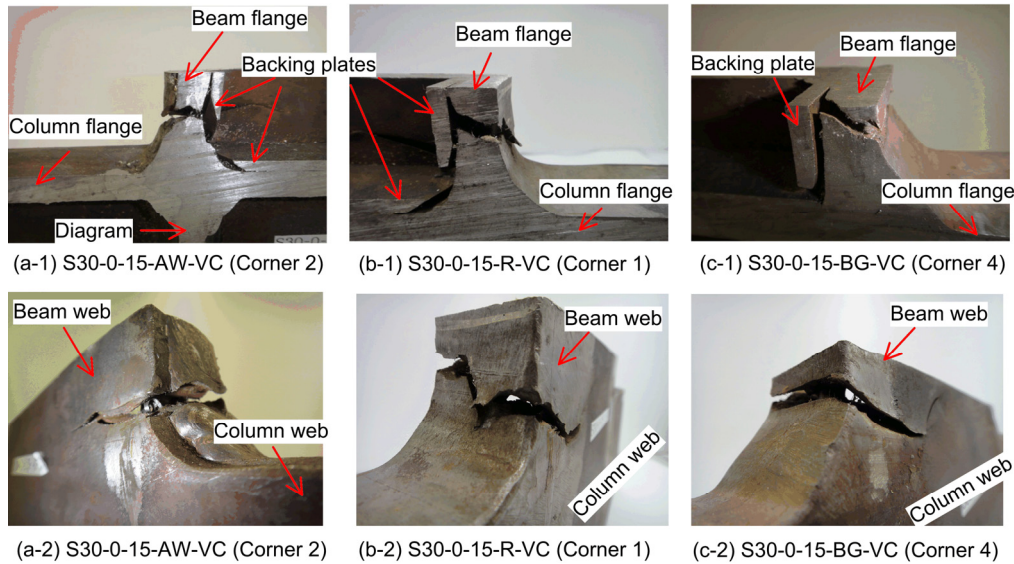 Beam flange
Backing plates
Column flange
Diagram
S30-0-
(a-1) S30-0-15-AW-VC (Corner 2)
Beam flange
Column flange
(b-1) S30-0-15-R-VC (Corner 1)
Backing plate
Beam flange
Column flange
(c-1) S30-0-15-BG-VC (Corner 4)
Beam web
Column web
(a-2) S30-0-15-AW-VC (Corner 2)
Beam web
Column web
(b-2) S30-0-15-R-VC (Corner 1)
Beam web
Column web
(c-2) S30-0-15-BG-VC (Corner 4)